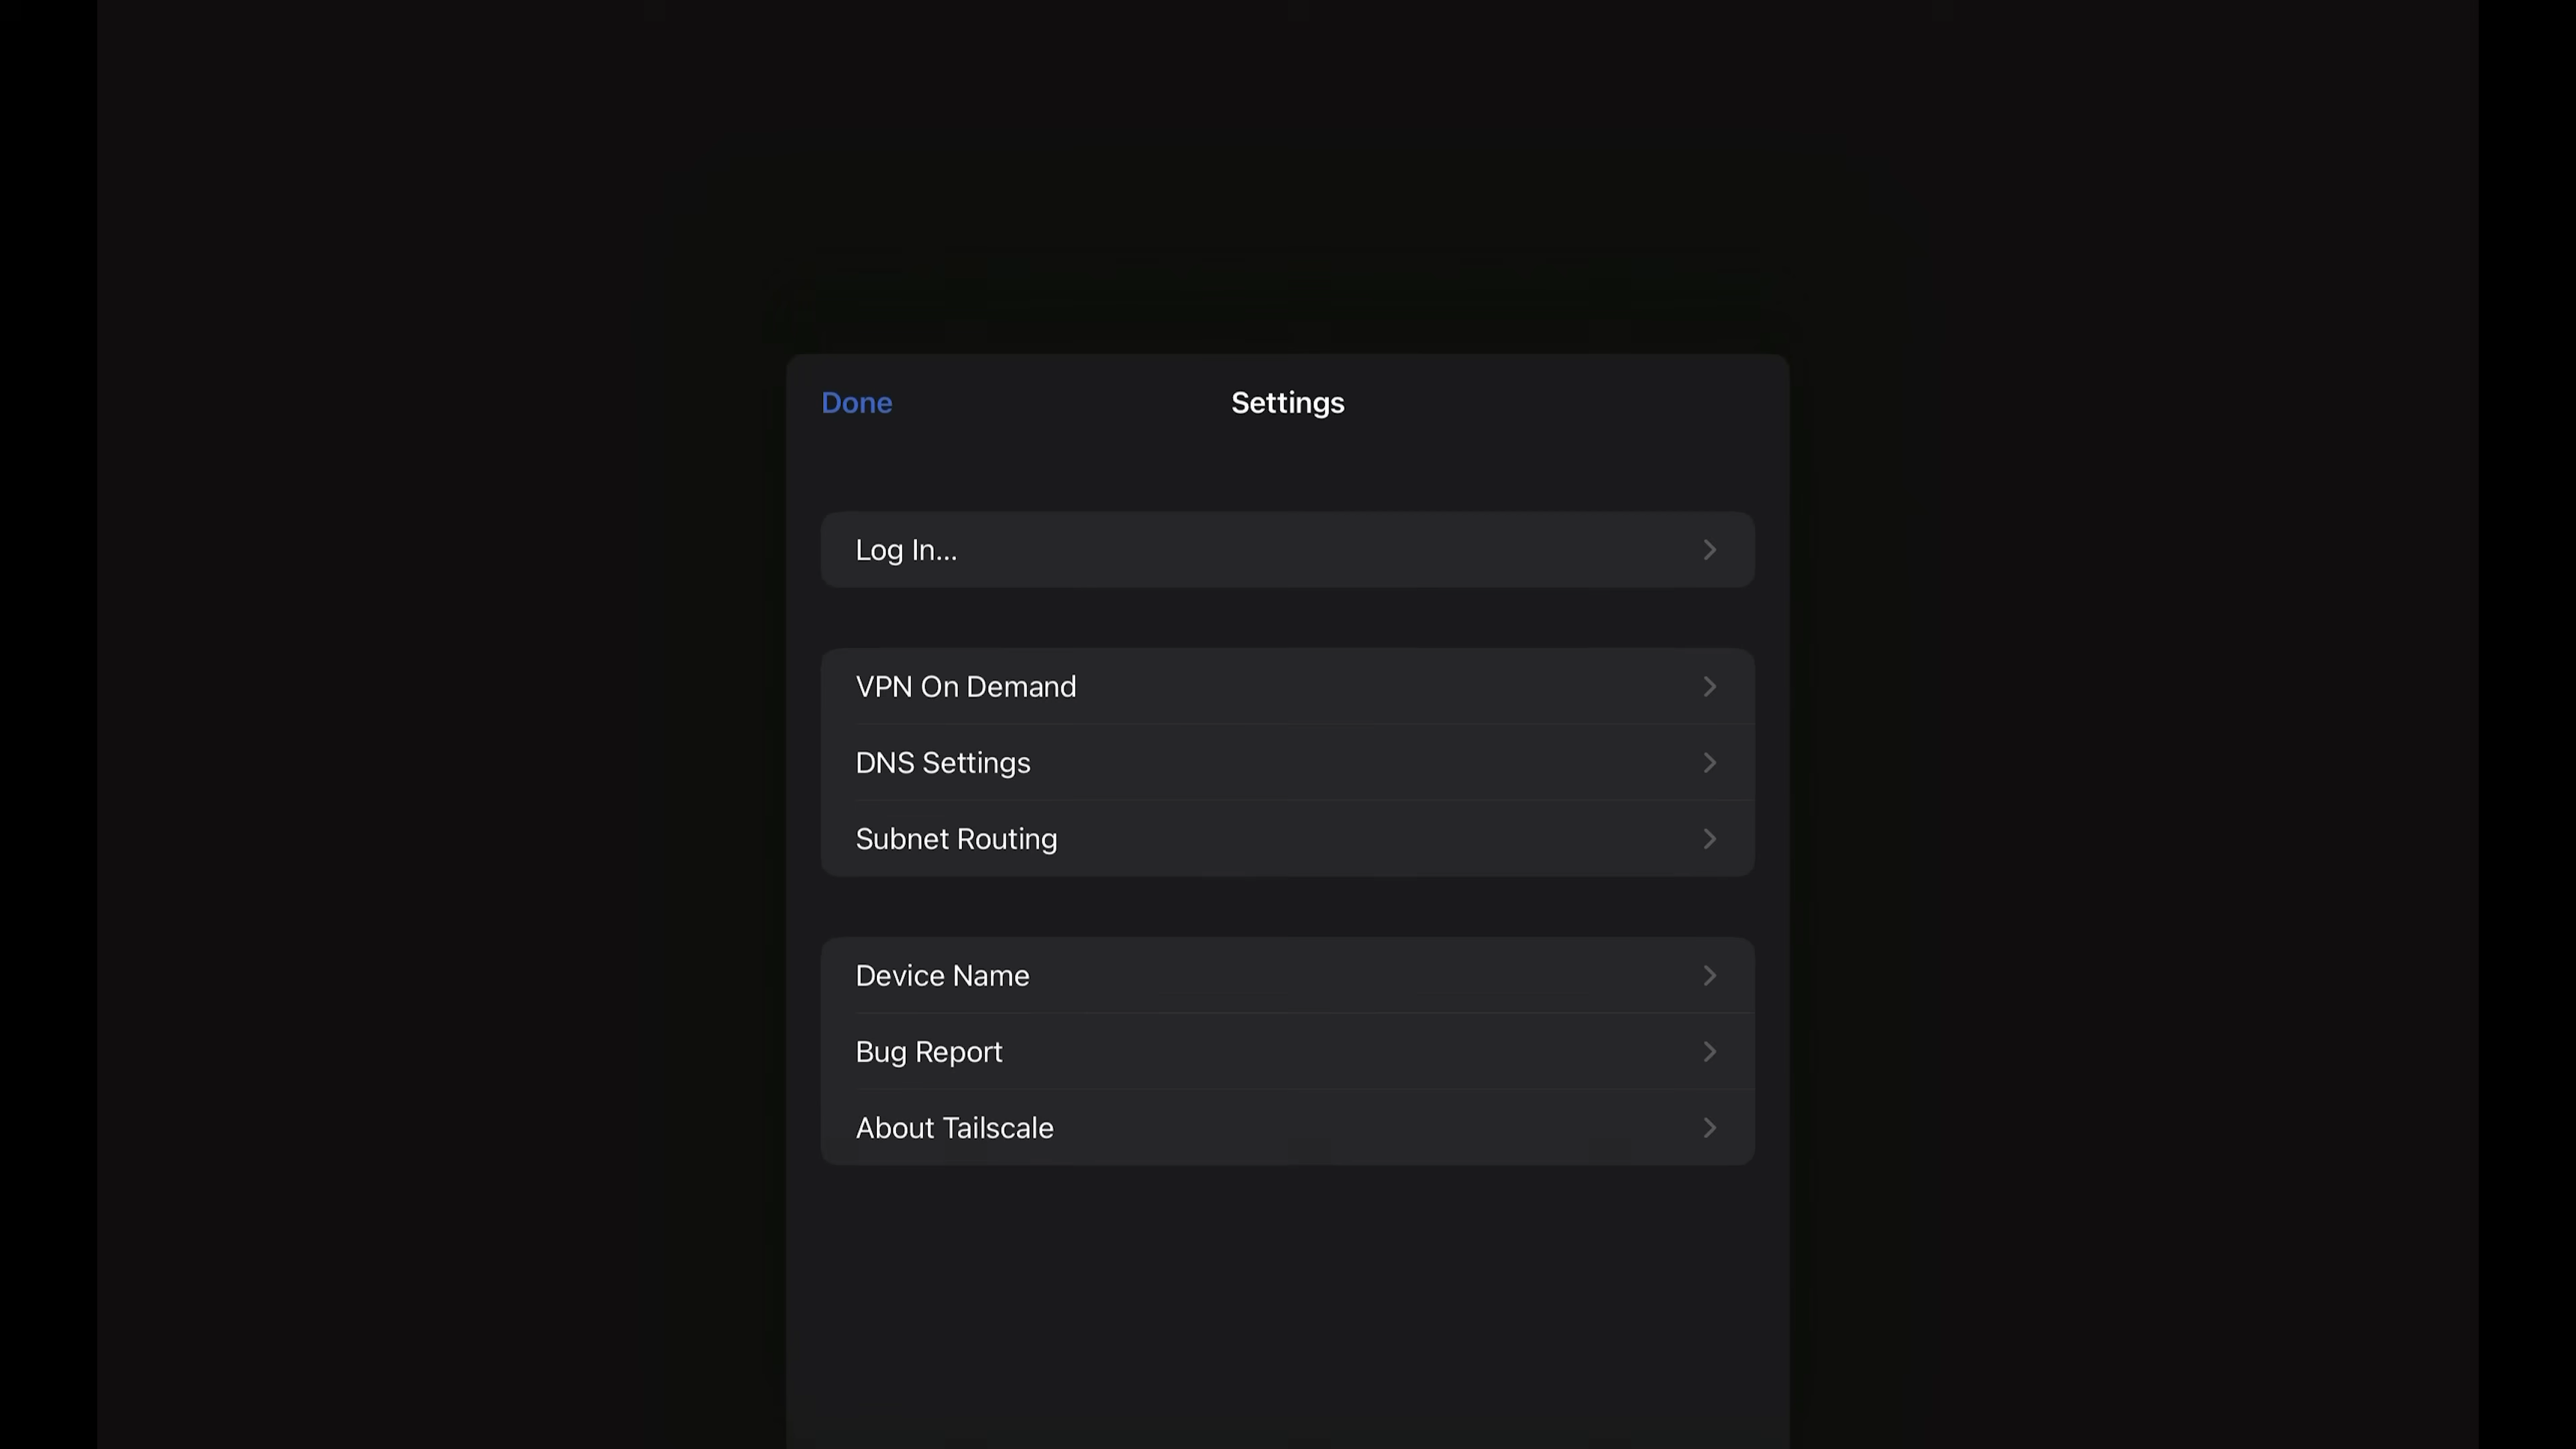 Done
Settings
Log In...
VPN On Demand
DNS Settings
Subnet Routing
Device Name
Bug Report
About Tailscale